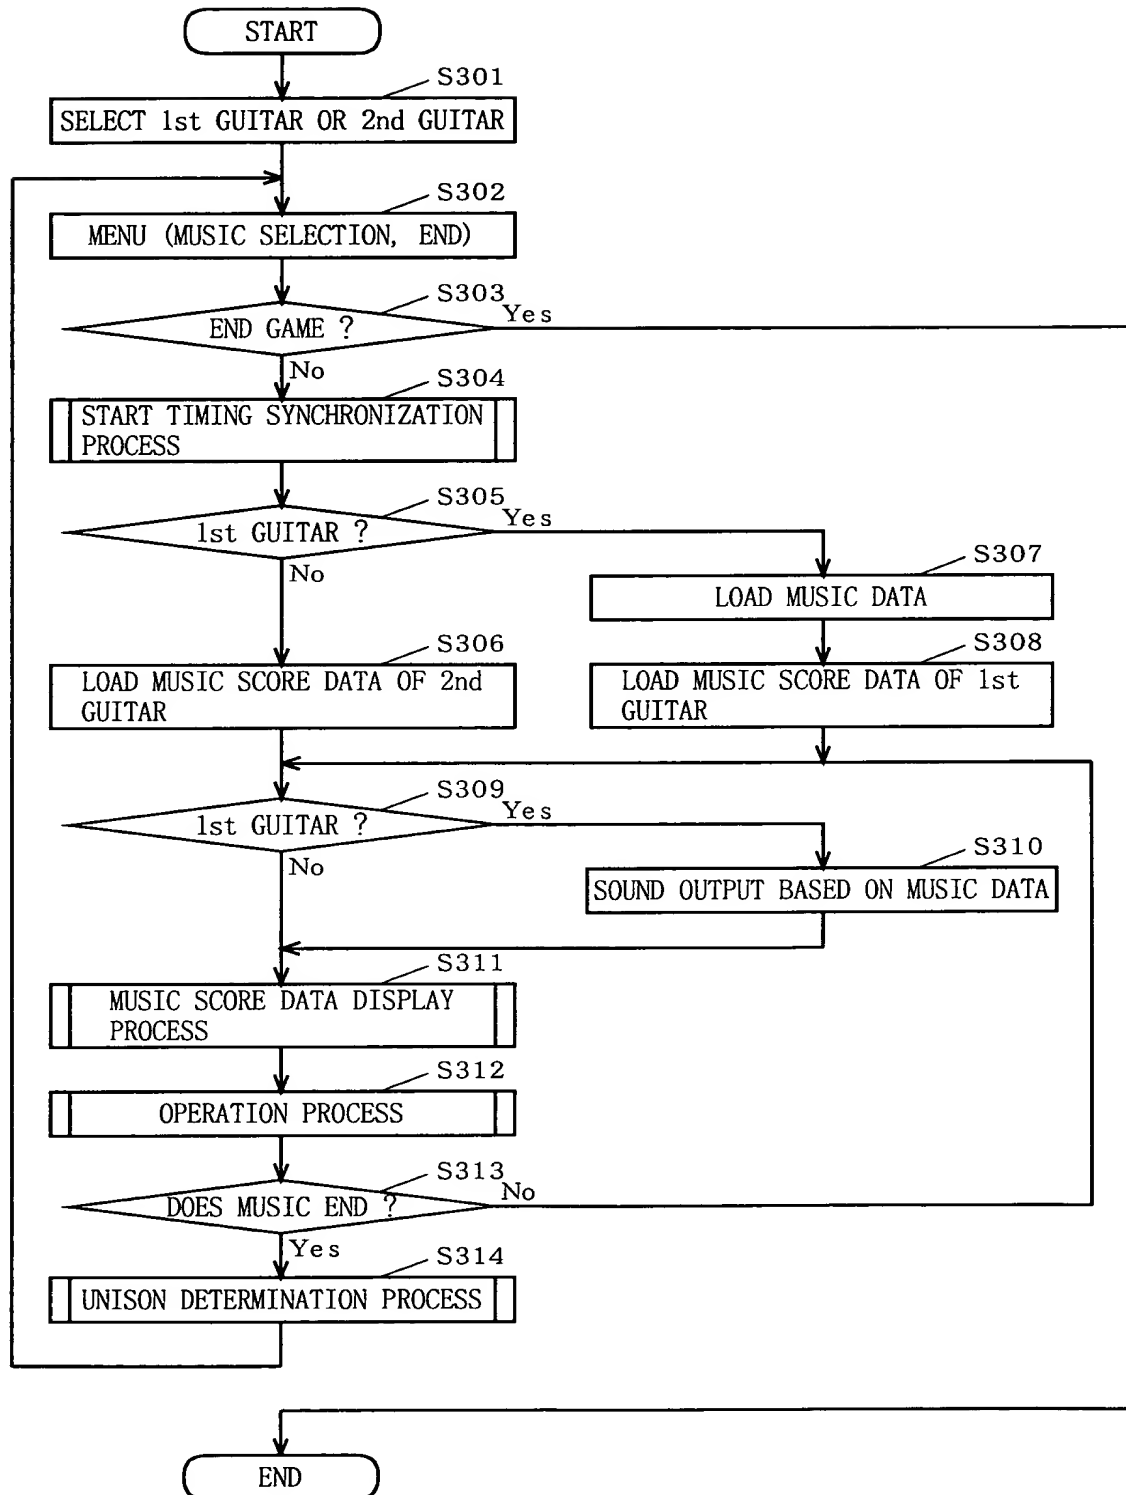 START
S301
SELECT 1st GUITAR OR 2nd GUITAR
S302
MENU (MUSIC SELECTION, END)
S303
END GAME ?
Yes
No
S304
START TIMING SYNCHRONIZATION
PROCESS
S305
1st GUITAR ?
Yes
No
S307
LOAD MUSIC DATA
S306
LOAD MUSIC SCORE DATA OF 2nd
GUITAR
S308
LOAD MUSIC SCORE DATA OF 1st
GUITAR
S309
1st GUITAR ?
Yes
No
S310
SOUND OUTPUT BASED ON MUSIC DATA
S311
MUSIC SCORE DATA DISPLAY
PROCESS
S312
OPERATION PROCESS
S313
DOES MUSIC END ?
No
Yes
S314
UNISON DETERMINATION PROCESS
END